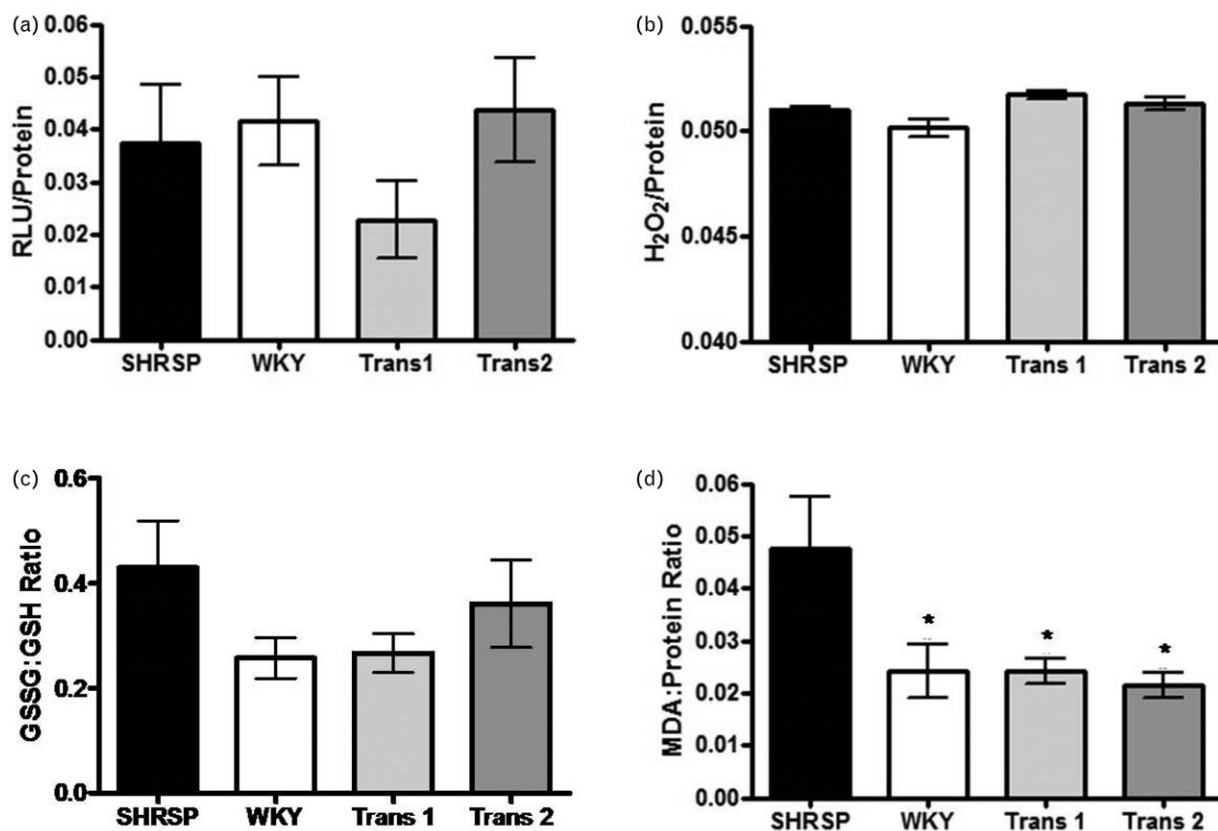 (a)
RLU/Protein
0.06
0.05
0.04
0.03
0.02
0.01
0.00
SHRSP WKY Trans1 Trans2
(b)
H₂O₂/Protein
0.055
0.050
0.045
0.040
SHRSP WKY Trans 1 Trans 2
(c)
GSSG:GSH Ratio
0.6
0.4
0.2
0.0
SHRSP WKY Trans 1 Trans 2
(d)
MDA:Protein Ratio
0.06
0.05
0.04
0.03
0.02
0.01
0.00
* * *
SHRSP WKY Trans 1 Trans 2